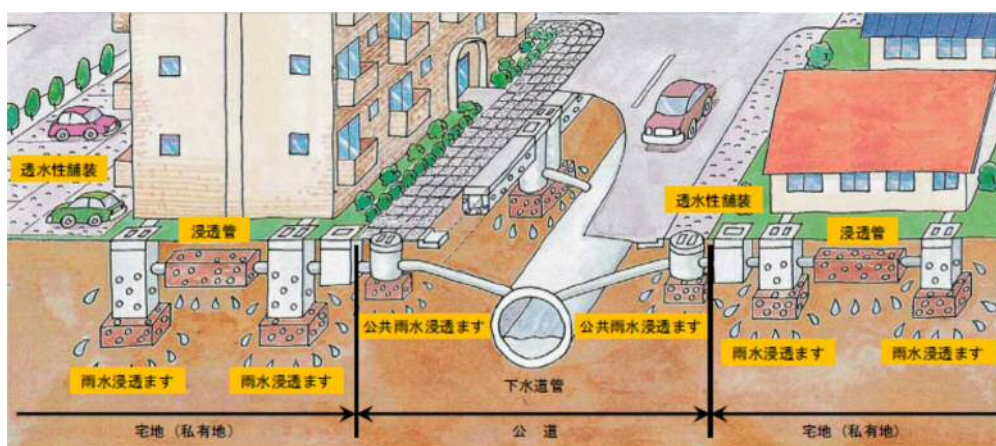 透水性舗装
透水性舗装
浸透管
浸透管
公共雨水浸透ます
公共雨水浸透ます
雨水浸透ます
雨水浸透ます
雨水浸透ます
雨水浸透ます
下水道管
宅地（私有地）
公　道
宅地（私有地）